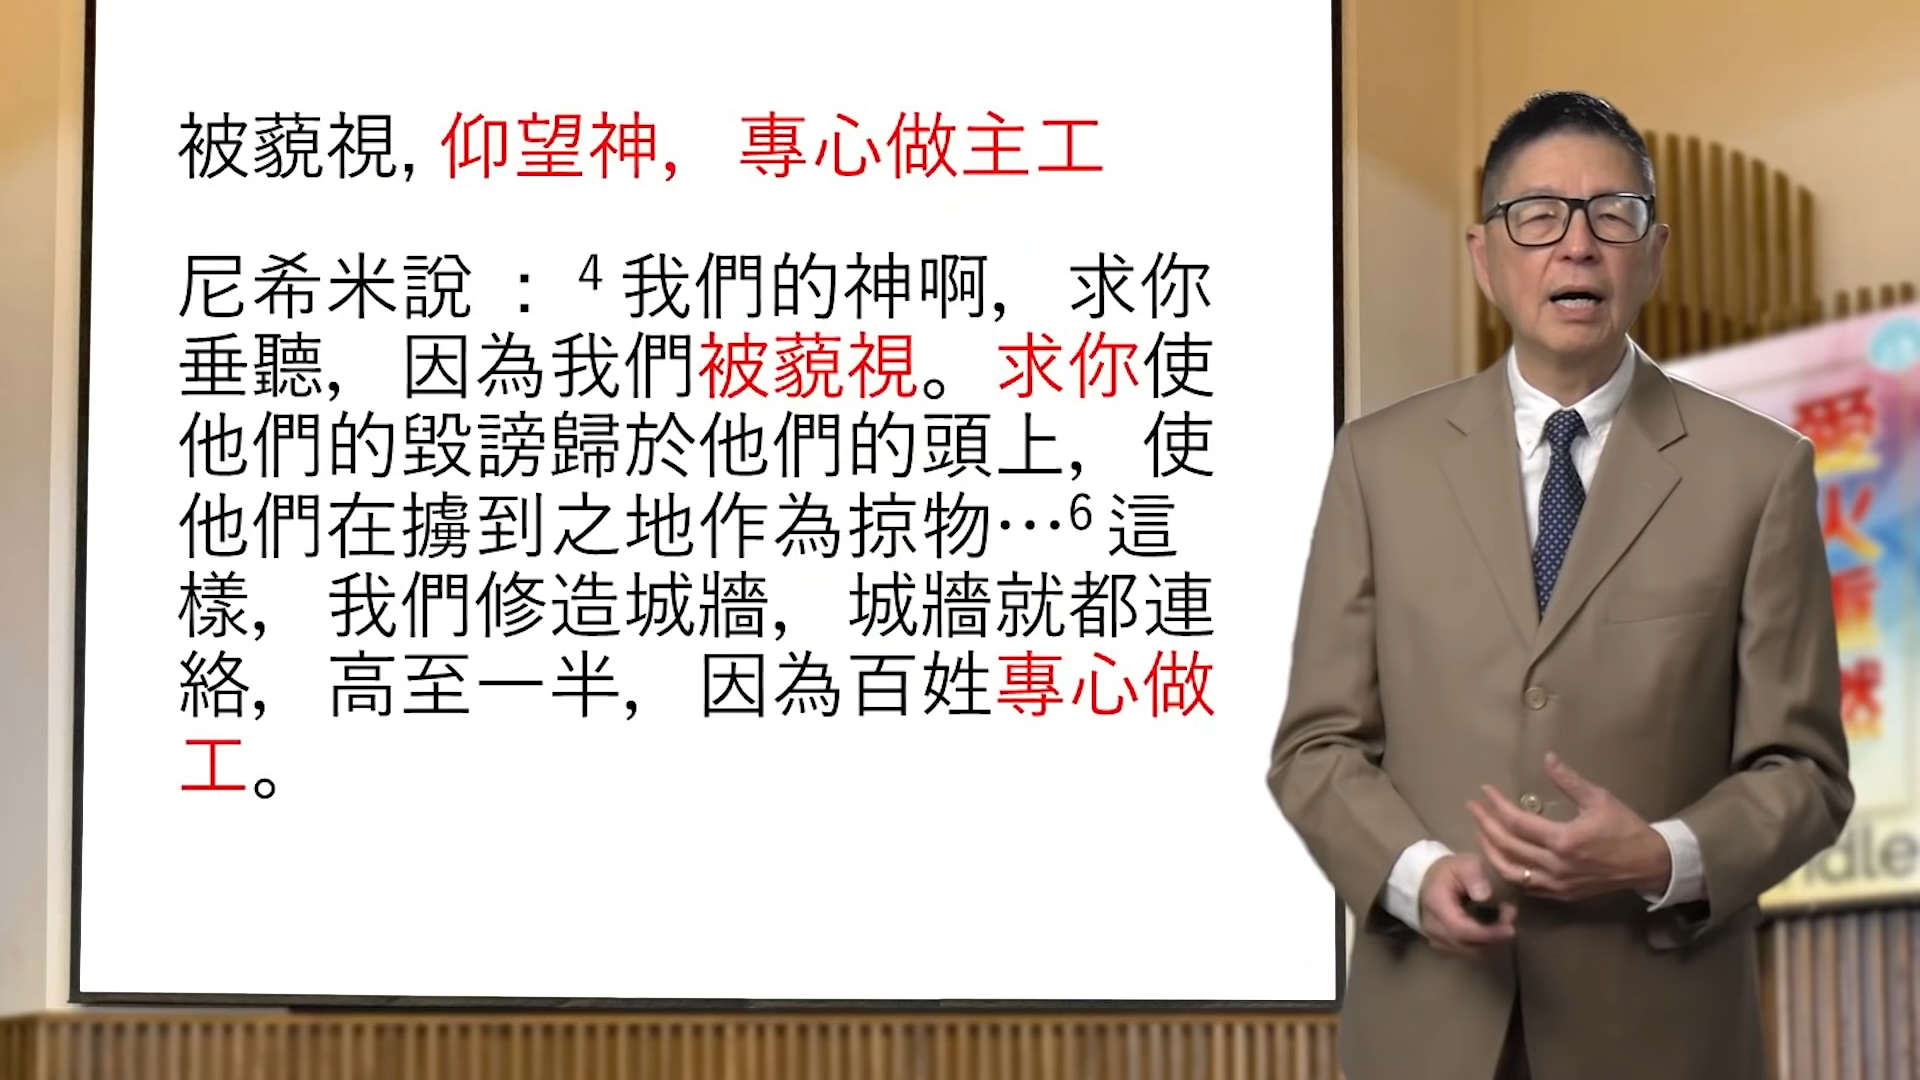 被藐視, 仰望神, 專心做主工
尼希米說 : 4 我們的神啊, 求你
垂聽, 因為我們被藐視。求你使
他們的毀謗歸於他們的頭上, 使
他們在擄到之地作為掠物…6 這
樣, 我們修造城牆, 城牆就都連
絡, 高至一半, 因為百姓專心做
工。
愛
火
dle